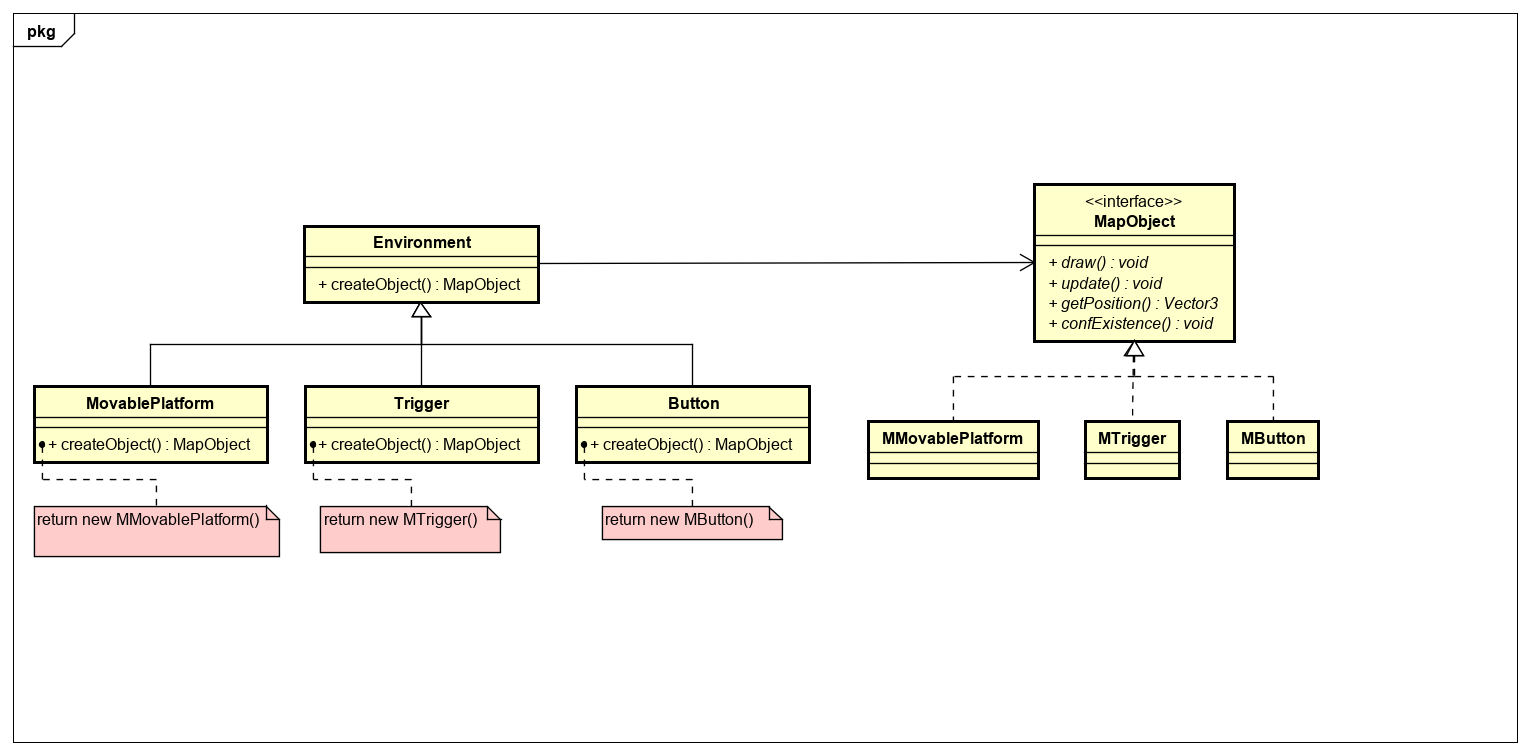 pkg
Environment
+ createObject() : MapObject
<<interface>>
MapObject
+ draw() : void
+ update() : void
+ getPosition() : Vector3
+ confExistence() : void
MovablePlatform
+ createObject() : MapObject
Trigger
+ createObject() : MapObject
Button
+ createObject() : MapObject
MMovablePlatform
MTrigger
MButton
return new MMovablePlatform()
return new MTrigger()
return new MButton()